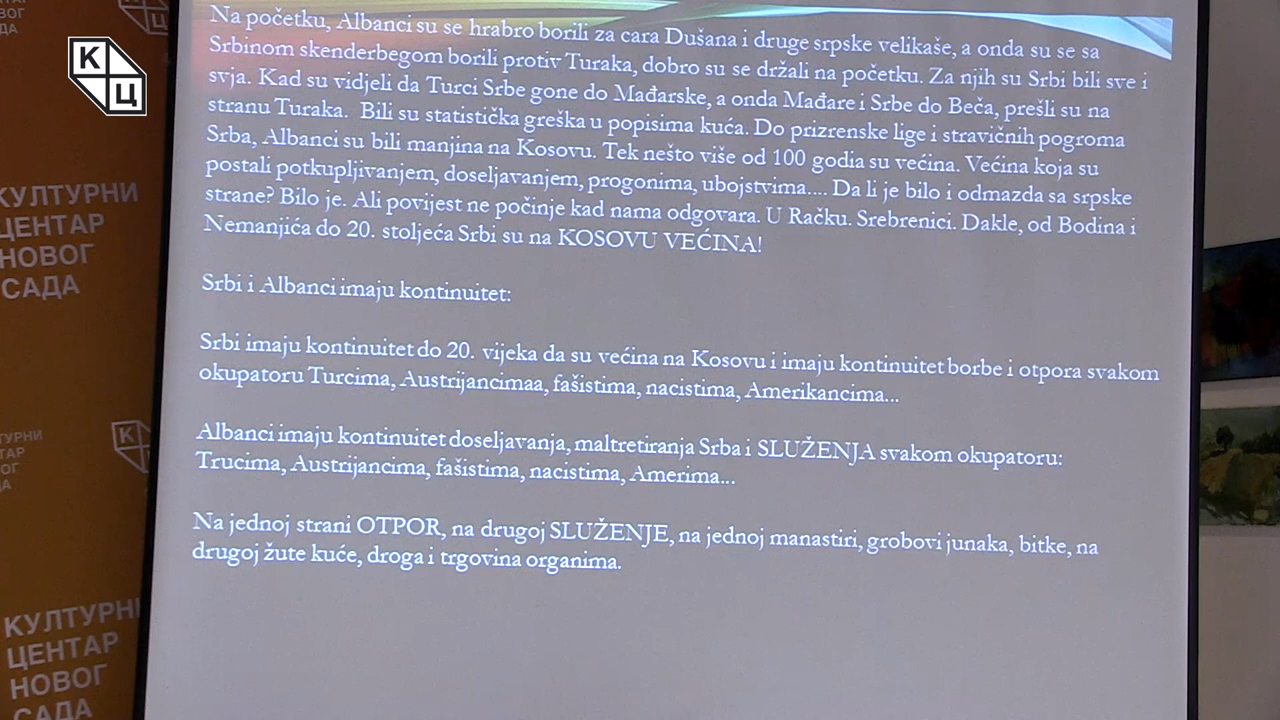 Na početku, Albanci su se hrabro borili za cara Dušana i druge srpske velikaše, a onda su se sa
Srbinom skenderbegom borili protiv Turaka, dobro su se držali na početku. Za njih su Srbi bili sve i
svja. Kad su vidjeli da Turci Srbe gone do Mađarske, a onda Mađare i Srbe do Beča, prešli su na
stranu Turaka. Bili su statistička greška u popisima kuća. Do prizrenske lige i stravičnih pogroma
Srba, Albanci su bili manjina na Kosovu. Tek nešto više od 100 godia su većina. Većina koja su
postali potkupljivanjem, doseljavanjem, progonima, ubojstvima.... Da li je bilo i odmazda sa srpske
strane? Bilo je. Ali povijest ne počinje kad nama odgovara. U Račku. Srebrenici. Dakle, od Bodina i
Nemanjića do 20. stoljeća Srbi su na KOSOVU VEĆINA!
Srbi i Albanci imaju kontinuitet:
Srbi imaju kontinuitet do 20. vijeka da su većina na Kosovu i imaju kontinuitet borbe i otpora svakom
okupatoru Turcima, Austrijancimaa, fašistima, nacistima, Amerikancima...
Albanci imaju kontinuitet doseljavanja, maltretiranja Srba i SLUŽENJA svakom okupatoru:
Trucima, Austrijancima, fašistima, nacistima, Amerima...
Na jednoj strani OTPOR, na drugoj SLUŽENJE, na jednoj manastiri, grobovi junaka, bitke, na
drugoj žute kuće, droga i trgovina organima.
К
Ц
КУЛТУРНИ
ЦЕНТАР
НОВОГ
САДА
КУЛТУРНИ
ЦЕНТАР
НОВОГ
САДА